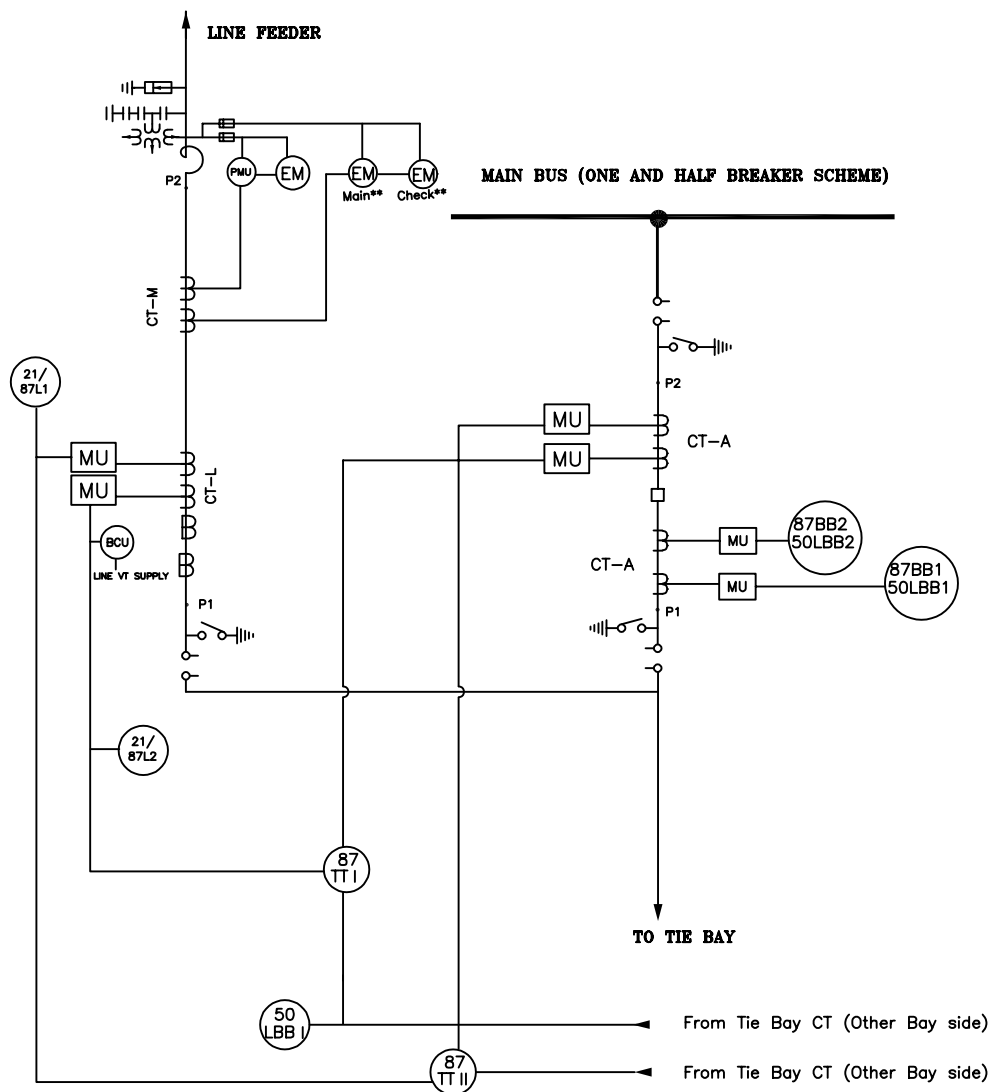 LINE FEEDER
P2
PMU
EM
EM
Main**
EM
Check**
MAIN BUS (ONE AND HALF BREAKER SCHEME)
CT-M
21/
87L1
P2
MU
CT-A
MU
MU
MU
CT-L
BCU
LINE VT SUPPLY
MU
87BB2
50LBB2
CT-A
MU
87BB1
50LBB1
P1
P1
21/
87L2
87
TT I
TO TIE BAY
50
LBB I
From Tie Bay CT (Other Bay side)
87
TT II
From Tie Bay CT (Other Bay side)